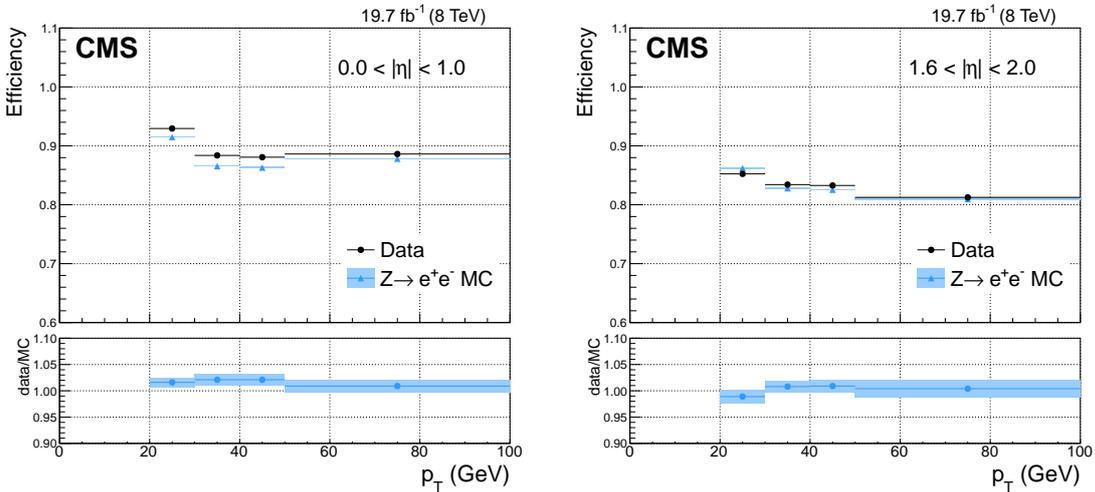 19.7 fb⁻¹ (8 TeV)
Efficiency
1.1
1.0
0.9
0.8
0.7
0.6
CMS
0.0 < |η| < 1.0
Data
Z→ e⁺e⁻ MC
data/MC
1.10
1.05
1.00
0.95
0.90
0 20 40 60 80 100
p_T (GeV)
19.7 fb⁻¹ (8 TeV)
Efficiency
1.1
1.0
0.9
0.8
0.7
0.6
CMS
1.6 < |η| < 2.0
Data
Z→ e⁺e⁻ MC
data/MC
1.10
1.05
1.00
0.95
0.90
0 20 40 60 80 100
p_T (GeV)